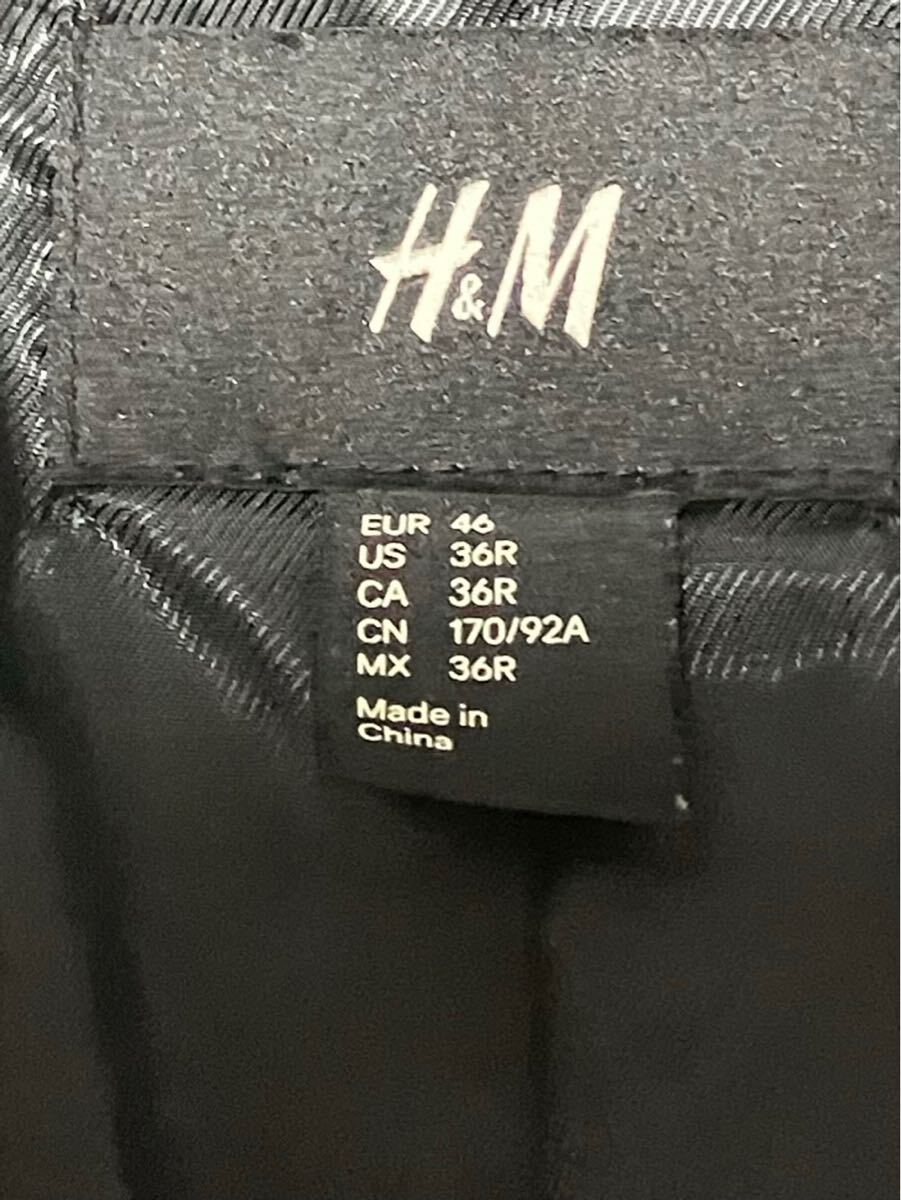 H&M
EUR 46
US 36R
CA 36R
CN 170/92A
MX 36R
Made in
China